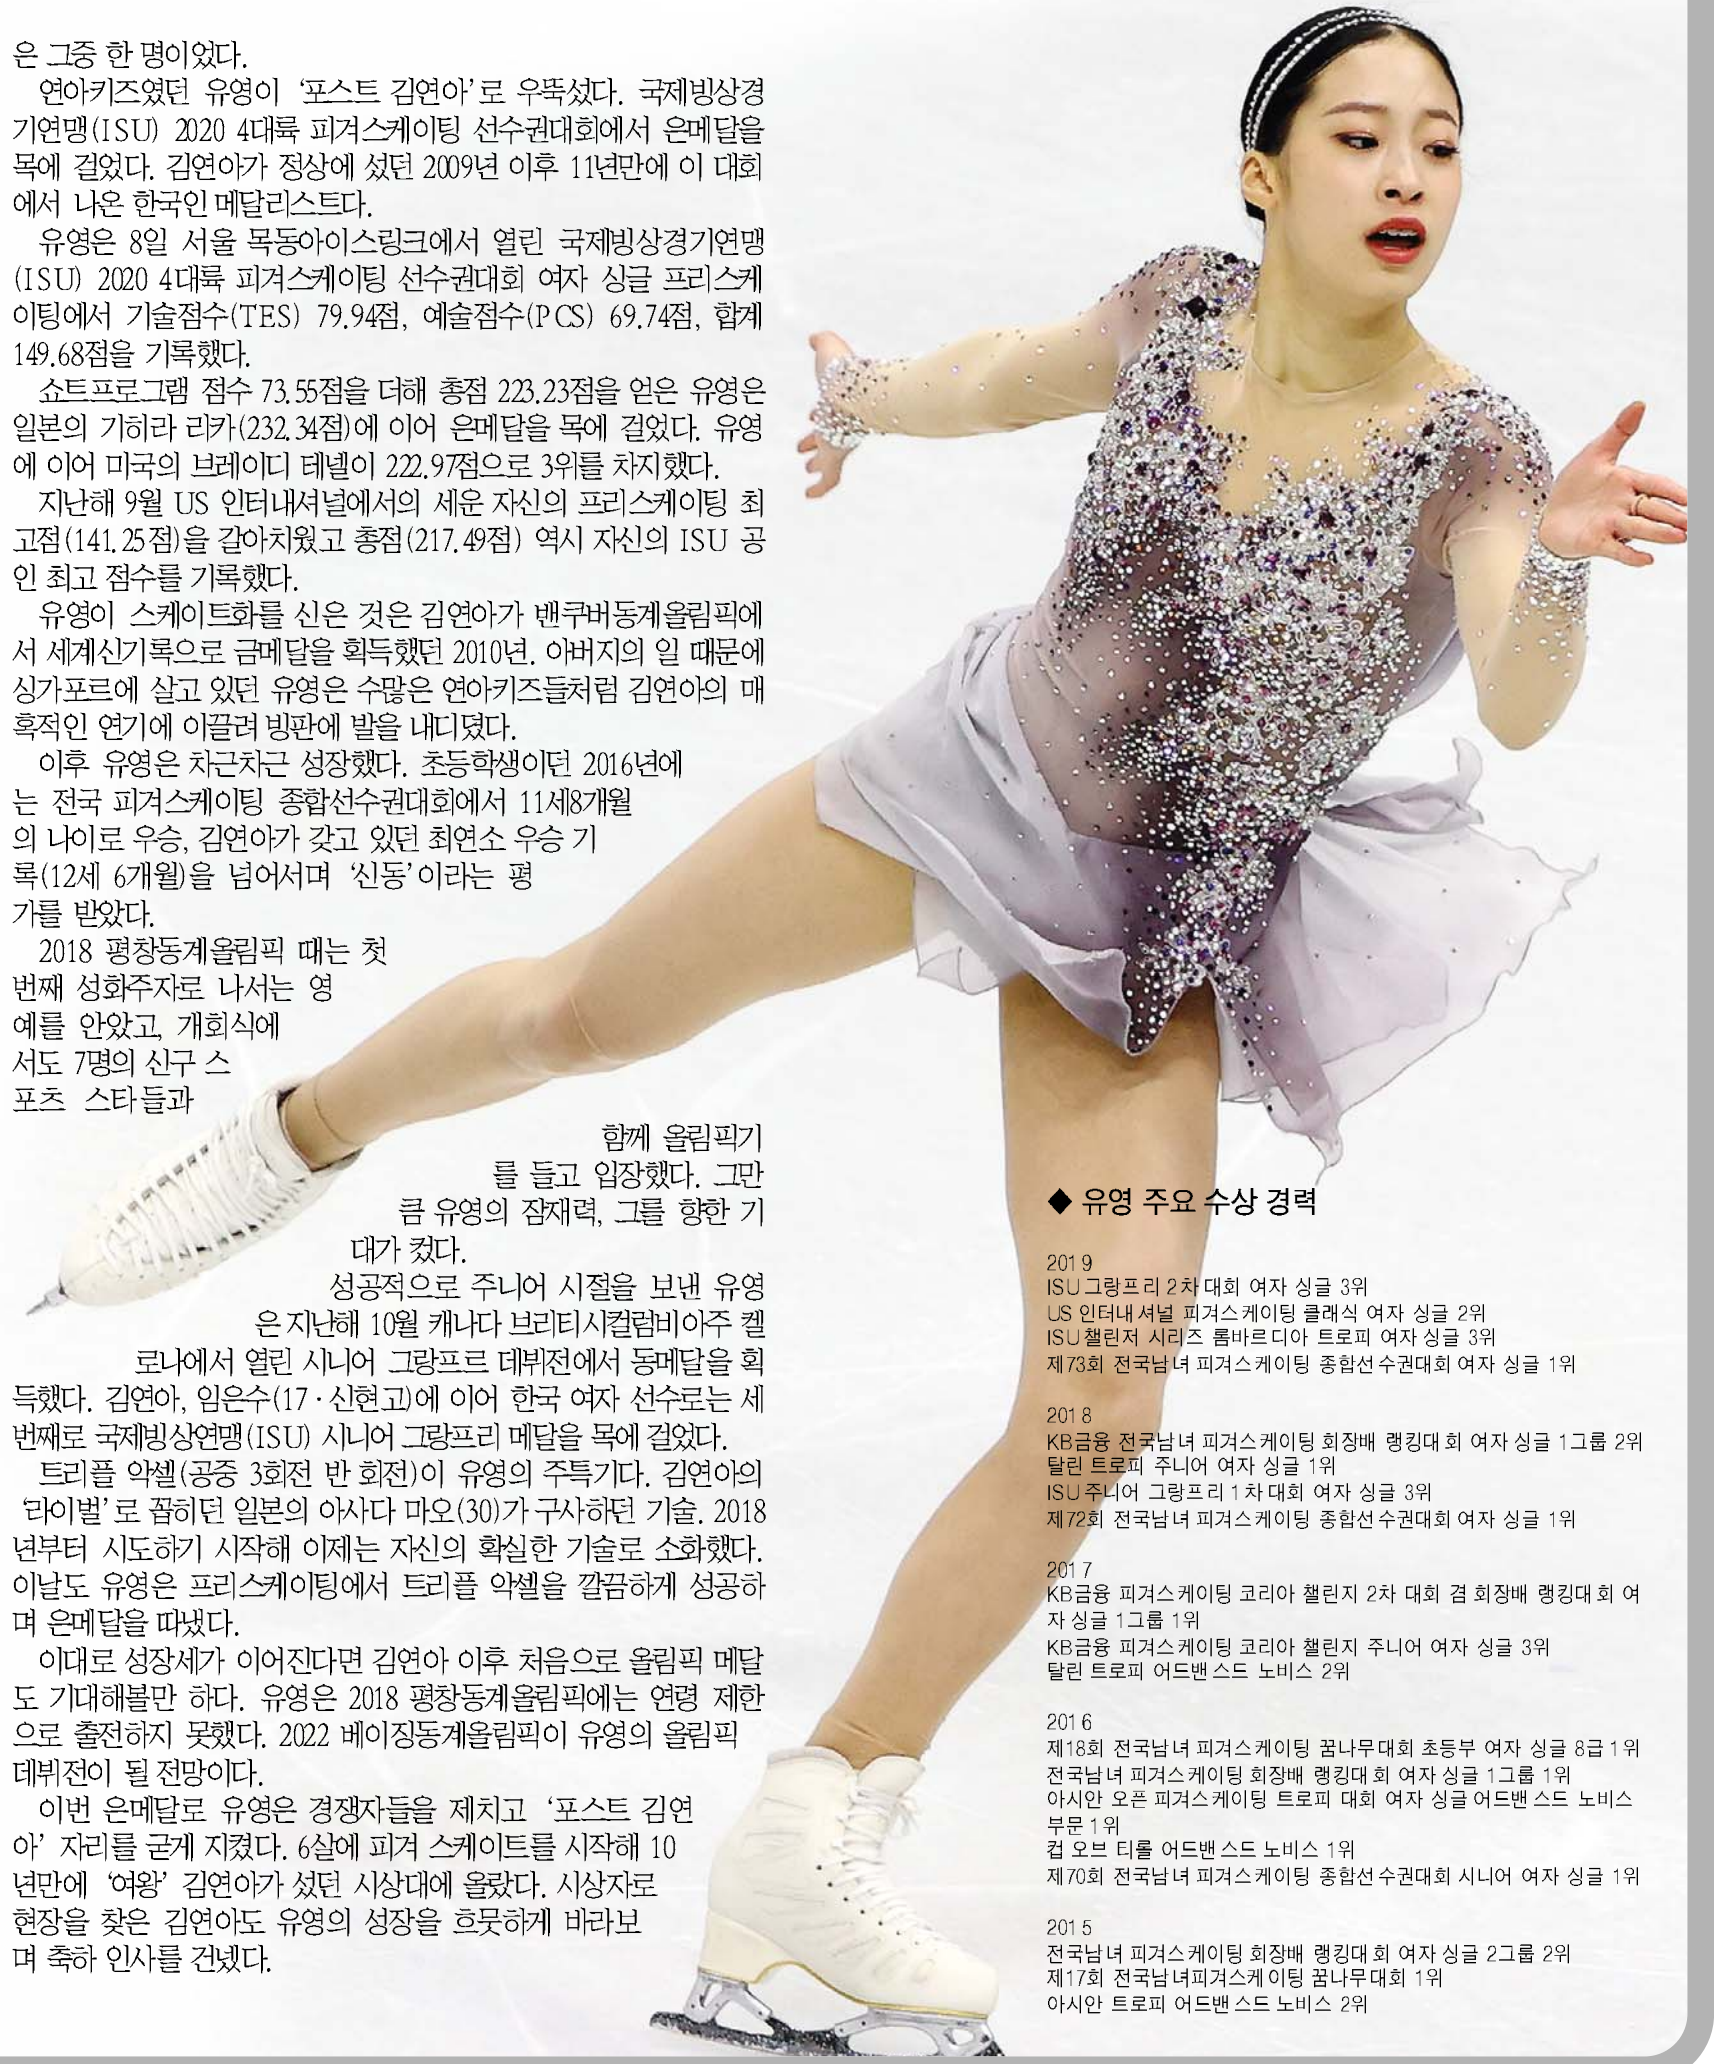 은 그중 한 명이었다.
연아키즈였던 유영이 ‘포스트 김연아’로 우뚝섰다. 국제빙상경
기연맹(ISU) 2020 4대륙 피겨스케이팅 선수권대회에서 은메달을
목에 걸었다. 김연아가 정상에 섰던 2009년 이후 11년만에 이 대회
에서 나온 한국인 메달리스트다.
유영은 8일 서울 목동아이스링크에서 열린 국제빙상경기연맹
(ISU) 2020 4대륙 피겨스케이팅 선수권대회 여자 싱글 프리스케
이팅에서 기술점수(TES) 79.94점, 예술점수(PCS) 69.74점, 합계
149.68점을 기록했다.
쇼트프로그램 점수 73.55점을 더해 총점 223.23점을 얻은 유영은
일본의 기히라 리카(232.34점)에 이어 은메달을 목에 걸었다. 유영
에 이어 미국의 브레이디 테넬이 222.97점으로 3위를 차지했다.
지난해 9월 US 인터내셔널에서의 세운 자신의 프리스케이팅 최
고점(141.25점)을 갈아치웠고 총점(217.49점) 역시 자신의 ISU 공
인 최고 점수를 기록했다.
유영이 스케이트화를 신은 것은 김연아가 밴쿠버동계올림픽에
서 세계신기록으로 금메달을 획득했던 2010년. 아버지의 일 때문에
싱가포르에 살고 있던 유영은 수많은 연아키즈들처럼 김연아의 매
혹적인 연기에 이끌려 빙판에 발을 내디뎠다.
이후 유영은 차근차근 성장했다. 초등학생이던 2016년에
는 전국 피겨스케이팅 종합선수권대회에서 11세8개월
의 나이로 우승, 김연아가 갖고 있던 최연소 우승 기
록(12세 6개월)을 넘어서며 ‘신동’이라는 평
가를 받았다.
2018 평창동계올림픽 때는 첫
번째 성화주자로 나서는 영
예를 안았고, 개회식에
서도 7명의 신구 스
포츠 스타들과
함께 올림픽기
를 들고 입장했다. 그만
큼 유영의 잠재력, 그를 향한 기
대가 컸다.
성공적으로 주니어 시절을 보낸 유영
은 지난해 10월 캐나다 브리티시컬럼비아주 켈
로나에서 열린 시니어 그랑프르 데뷔전에서 동메달을 획
득했다. 김연아, 임은수(17·신현고)에 이어 한국 여자 선수로는 세
번째로 국제빙상연맹(ISU) 시니어 그랑프리 메달을 목에 걸었다.
트리플 악셀(공중 3회전 반 회전)이 유영의 주특기다. 김연아의
‘라이벌’로 꼽히던 일본의 아사다 마오(30)가 구사하던 기술. 2018
년부터 시도하기 시작해 이제는 자신의 확실한 기술로 소화했다.
이날도 유영은 프리스케이팅에서 트리플 악셀을 깔끔하게 성공하
며 은메달을 따냈다.
이대로 성장세가 이어진다면 김연아 이후 처음으로 올림픽 메달
도 기대해볼만 하다. 유영은 2018 평창동계올림픽에는 연령 제한
으로 출전하지 못했다. 2022 베이징동계올림픽이 유영의 올림픽
데뷔전이 될 전망이다.
이번 은메달로 유영은 경쟁자들을 제치고 ‘포스트 김연
아’ 자리를 굳게 지켰다. 6살에 피겨 스케이트를 시작해 10
년만에 ‘여왕’ 김연아가 섰던 시상대에 올랐다. 시상자로
현장을 찾은 김연아도 유영의 성장을 흐뭇하게 바라보
며 축하 인사를 건넸다.
◆ 유영 주요 수상 경력
2019
ISU그랑프리 2차대회 여자 싱글 3위
US 인터내셔널 피겨스케이팅 클래식 여자 싱글 2위
ISU챌린저 시리즈 롬바르디아 트로피 여자 싱글 3위
제73회 전국남녀 피겨스케이팅 종합선수권대회 여자 싱글 1위
2018
KB금융 전국남녀 피겨스케이팅 회장배 랭킹대회 여자 싱글 1그룹 2위
탈린 트로피 주니어 여자 싱글 1위
ISU주니어 그랑프리 1차대회 여자 싱글 3위
제72회 전국남녀 피겨스케이팅 종합선수권대회 여자 싱글 1위
2017
KB금융 피겨스케이팅 코리아 챌린지 2차 대회 겸 회장배 랭킹대회 여
자 싱글 1그룹 1위
KB금융 피겨스케이팅 코리아 챌린지 주니어 여자 싱글 3위
탈린 트로피 어드밴스드 노비스 2위
2016
제18회 전국남녀 피겨스케이팅 꿈나무대회 초등부 여자 싱글 8급 1위
전국남녀 피겨스케이팅 회장배 랭킹대회 여자 싱글 1그룹 1위
아시안 오픈 피겨스케이팅 트로피 대회 여자 싱글 어드밴스드 노비스
부문 1위
컵 오브 티롤 어드밴스드 노비스 1위
제70회 전국남녀 피겨스케이팅 종합선수권대회 시니어 여자 싱글 1위
2015
전국남녀 피겨스케이팅 회장배 랭킹대회 여자 싱글 2그룹 2위
제17회 전국남녀피겨스케이팅 꿈나무대회 1위
아시안 트로피 어드밴스드 노비스 2위